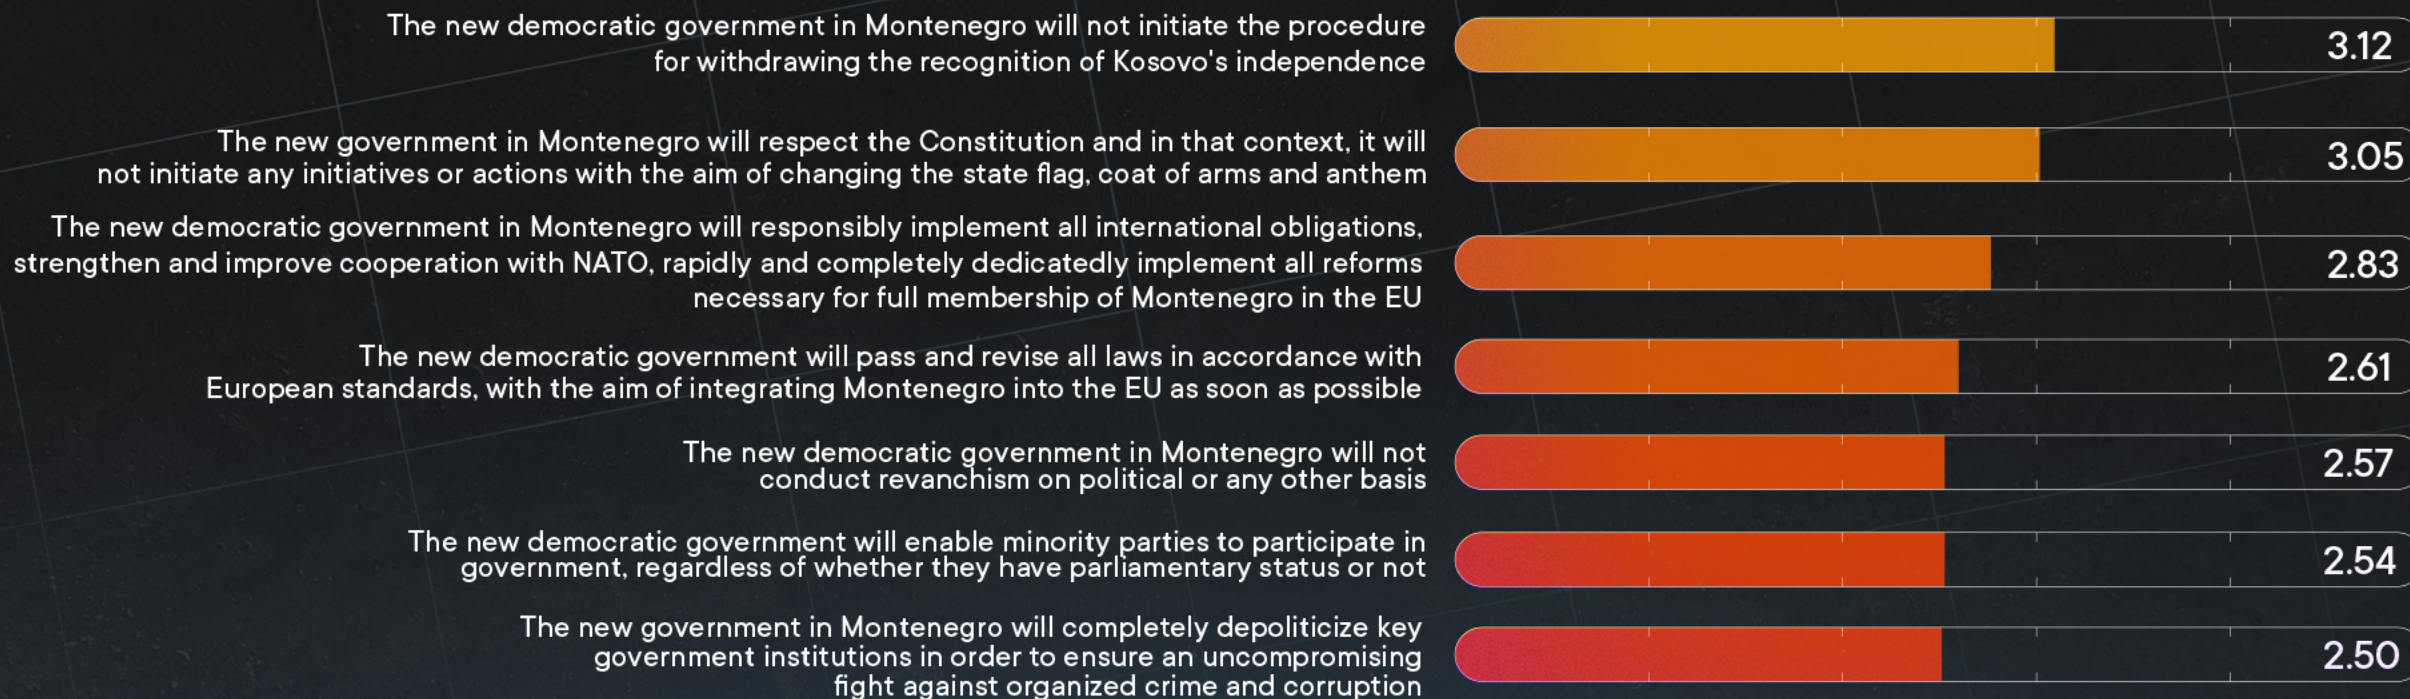 The new democratic government in Montenegro will not initiate the procedure
for withdrawing the recognition of Kosovo's independence
3.12
The new government in Montenegro will respect the Constitution and in that context, it will
not initiate any initiatives or actions with the aim of changing the state flag, coat of arms and anthem
3.05
The new democratic government in Montenegro will responsibly implement all international obligations,
strengthen and improve cooperation with NATO, rapidly and completely dedicatedly implement all reforms
necessary for full membership of Montenegro in the EU
2.83
The new democratic government will pass and revise all laws in accordance with
European standards, with the aim of integrating Montenegro into the EU as soon as possible
2.61
The new democratic government in Montenegro will not
conduct revanchism on political or any other basis
2.57
The new democratic government will enable minority parties to participate in
government, regardless of whether they have parliamentary status or not
2.54
The new government in Montenegro will completely depoliticize key
government institutions in order to ensure an uncompromising
fight against organized crime and corruption
2.50